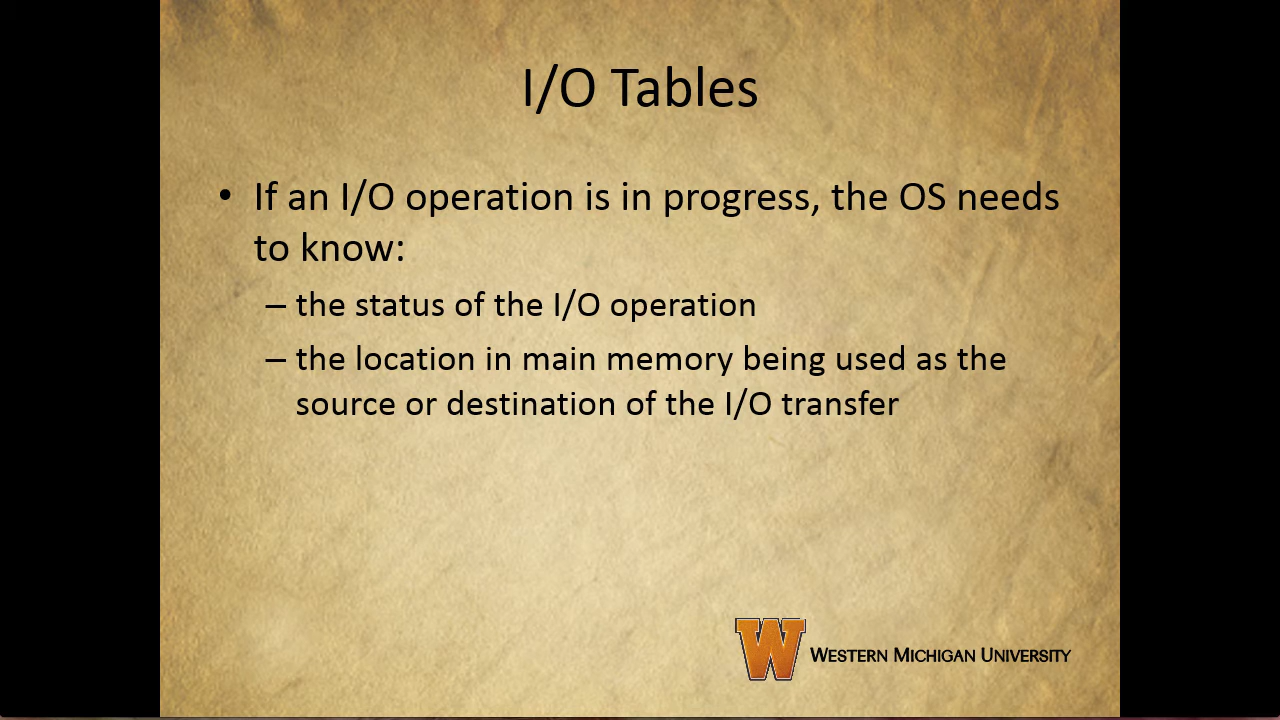 I/O Tables
• If an I/O operation is in progress, the OS needs
to know:
– the status of the I/O operation
– the location in main memory being used as the
source or destination of the I/O transfer
W WESTERN MICHIGAN UNIVERSITY